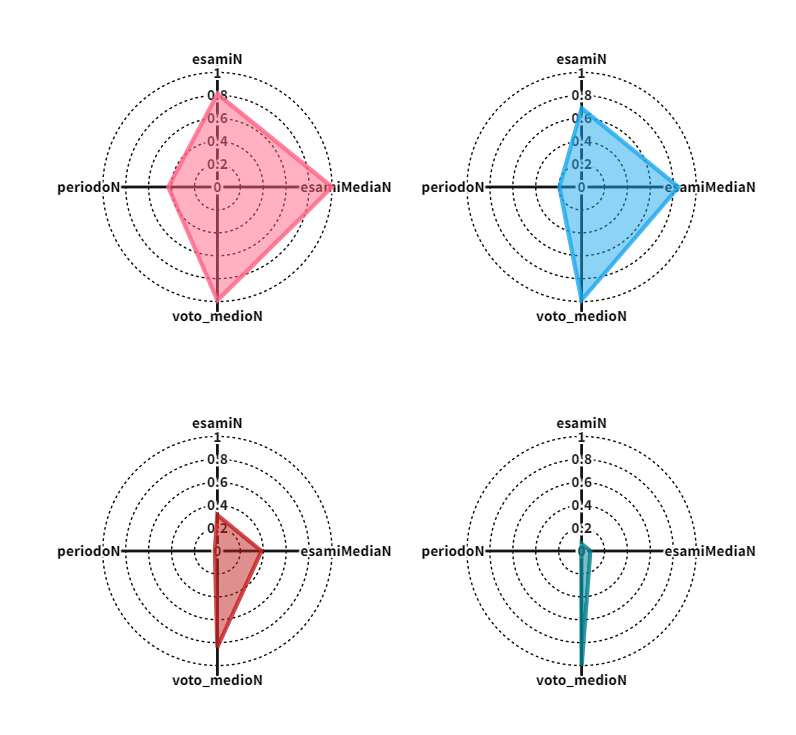 esamiN
1
0.8
0.6
0.4
0.2
periodoN
0
esamiMediaN
voto_medioN
esamiN
1
0.8
0.6
0.4
0.2
periodoN
0
esamiMediaN
voto_medioN
esamiN
1
0.8
0.6
0.4
0.2
periodoN
0
esamiMediaN
voto_medioN
esamiN
1
0.8
0.6
0.4
0.2
periodoN
0
esamiMediaN
voto_medioN